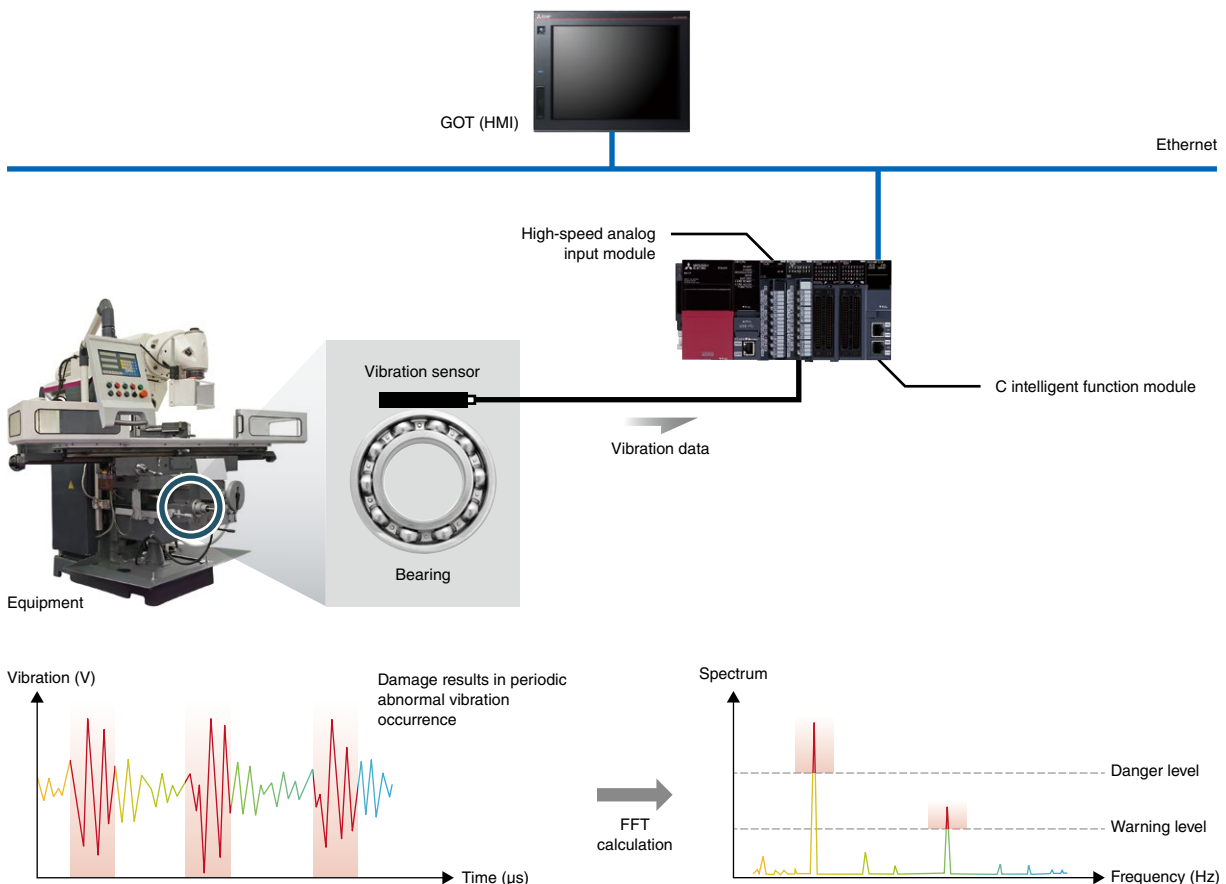 GOT (HMI)
Ethernet
High-speed analog
input module
C intelligent function module
Vibration sensor
Vibration data
Bearing
Equipment
Vibration (V)
Damage results in periodic
abnormal vibration
occurrence
Time (µs)
FFT
calculation
Spectrum
Danger level
Warning level
Frequency (Hz)